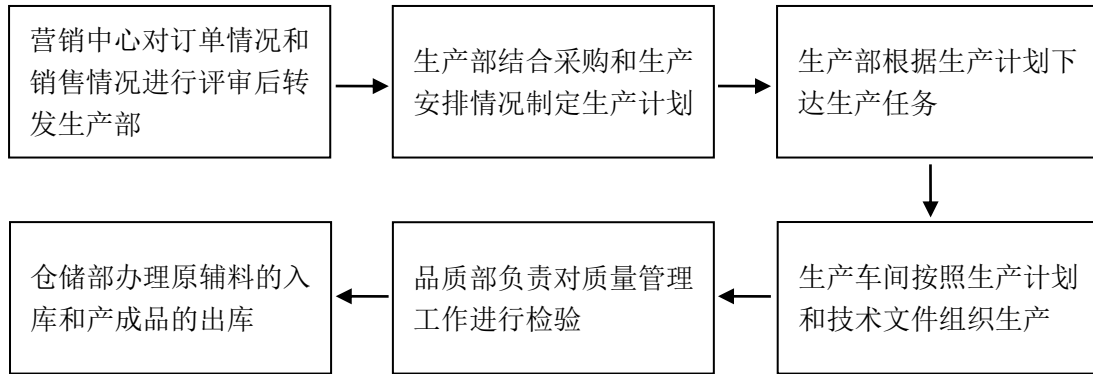 营销中心对订单情况和
销售情况进行评审后转
发生产部
生产部结合采购和生产
安排情况制定生产计划
生产部根据生产计划下
达生产任务
生产车间按照生产计划
和技术文件组织生产
品质部负责对质量管理
工作进行检验
仓储部办理原辅料的入
库和产成品的出库